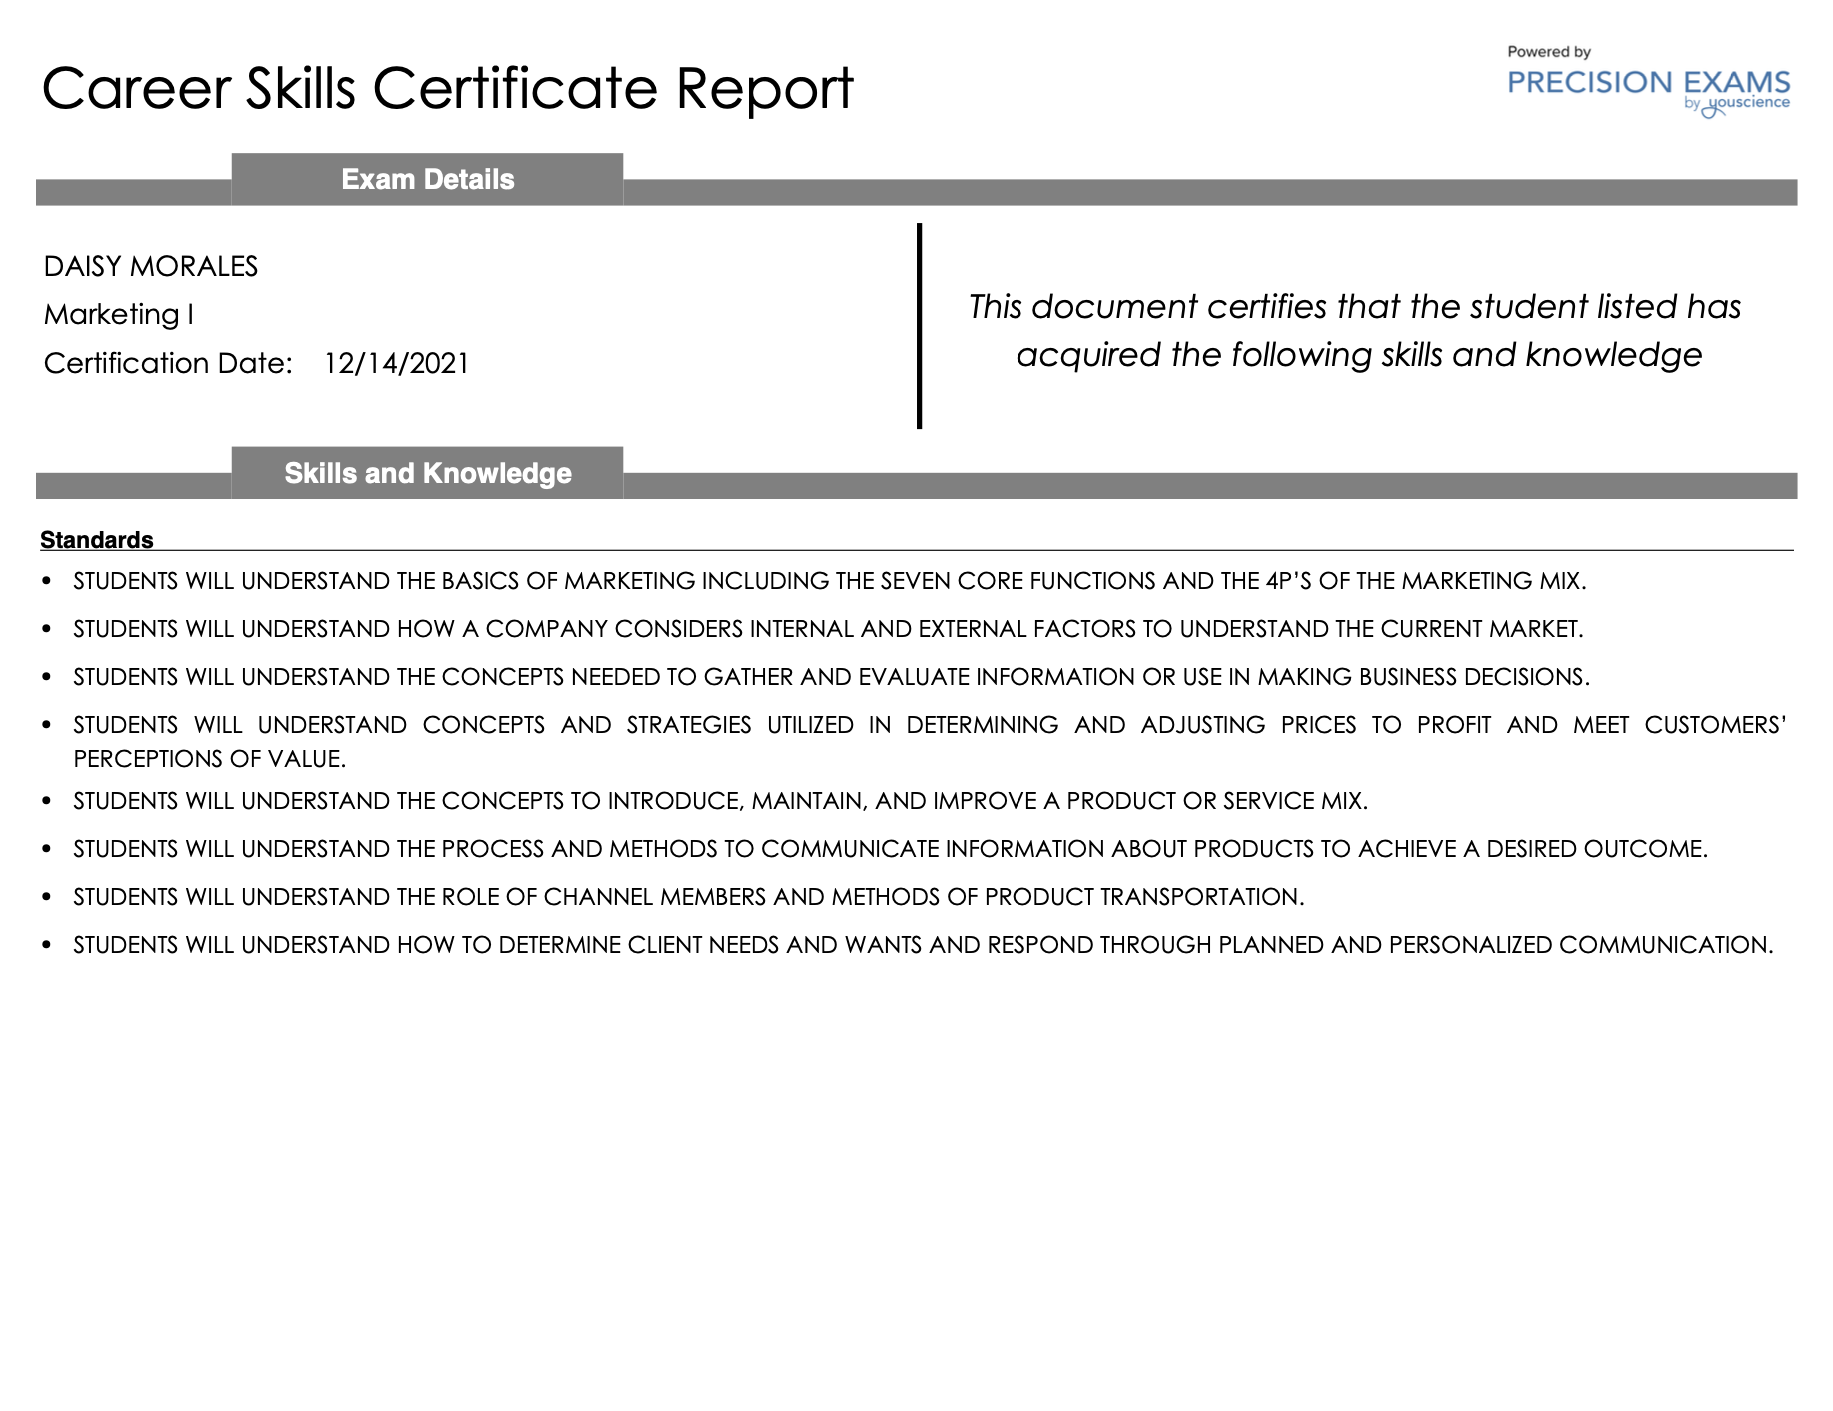 Career Skills Certificate Report
Powered by
PRECISION EXAMS
by youscience
Exam Details
DAISY MORALES
Marketing I
Certification Date: 12/14/2021
This document certifies that the student listed has
acquired the following skills and knowledge
Skills and Knowledge
Standards
• STUDENTS WILL UNDERSTAND THE BASICS OF MARKETING INCLUDING THE SEVEN CORE FUNCTIONS AND THE 4P’S OF THE MARKETING MIX.
• STUDENTS WILL UNDERSTAND HOW A COMPANY CONSIDERS INTERNAL AND EXTERNAL FACTORS TO UNDERSTAND THE CURRENT MARKET.
• STUDENTS WILL UNDERSTAND THE CONCEPTS NEEDED TO GATHER AND EVALUATE INFORMATION OR USE IN MAKING BUSINESS DECISIONS.
• STUDENTS WILL UNDERSTAND CONCEPTS AND STRATEGIES UTILIZED IN DETERMINING AND ADJUSTING PRICES TO PROFIT AND MEET CUSTOMERS’
PERCEPTIONS OF VALUE.
• STUDENTS WILL UNDERSTAND THE CONCEPTS TO INTRODUCE, MAINTAIN, AND IMPROVE A PRODUCT OR SERVICE MIX.
• STUDENTS WILL UNDERSTAND THE PROCESS AND METHODS TO COMMUNICATE INFORMATION ABOUT PRODUCTS TO ACHIEVE A DESIRED OUTCOME.
• STUDENTS WILL UNDERSTAND THE ROLE OF CHANNEL MEMBERS AND METHODS OF PRODUCT TRANSPORTATION.
• STUDENTS WILL UNDERSTAND HOW TO DETERMINE CLIENT NEEDS AND WANTS AND RESPOND THROUGH PLANNED AND PERSONALIZED COMMUNICATION.